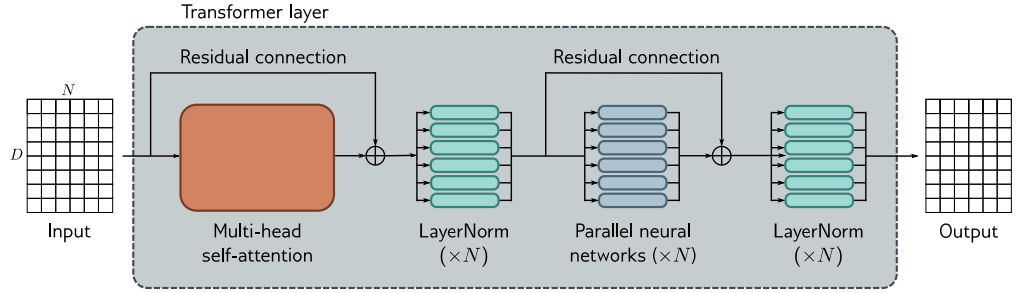 Transformer layer
Residual connection
Residual connection
N
D
Input
Multi-head
self-attention
LayerNorm
(×N)
Parallel neural
networks (×N)
LayerNorm
(×N)
Output